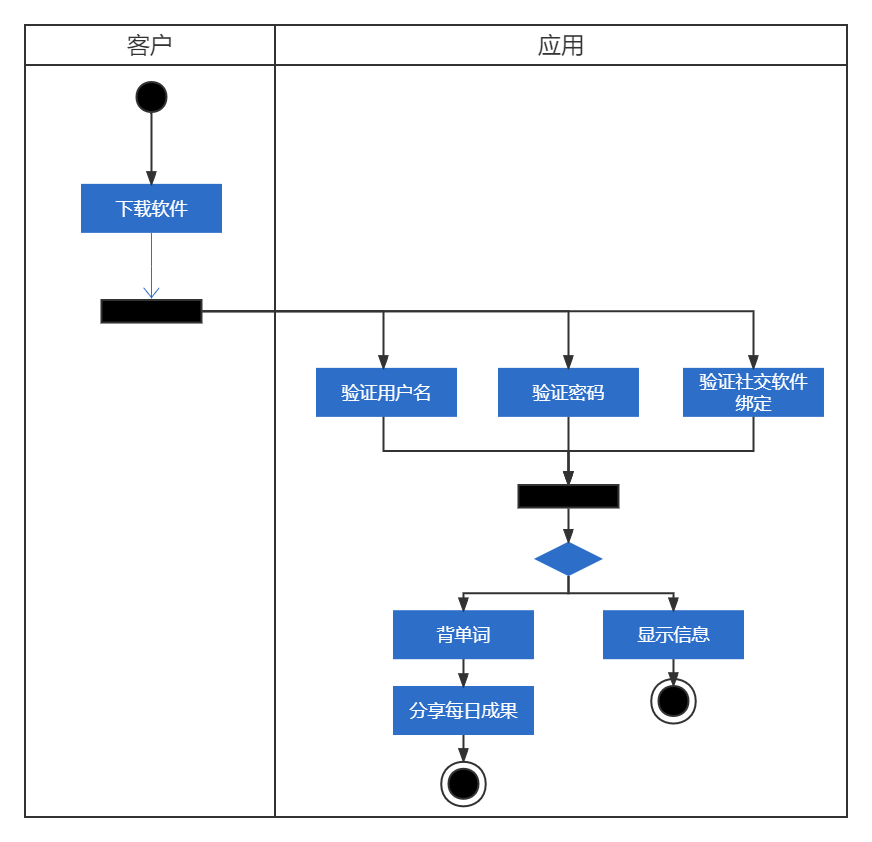 客户
应用
下载软件
验证用户名
验证密码
验证社交软件
绑定
背单词
显示信息
分享每日成果